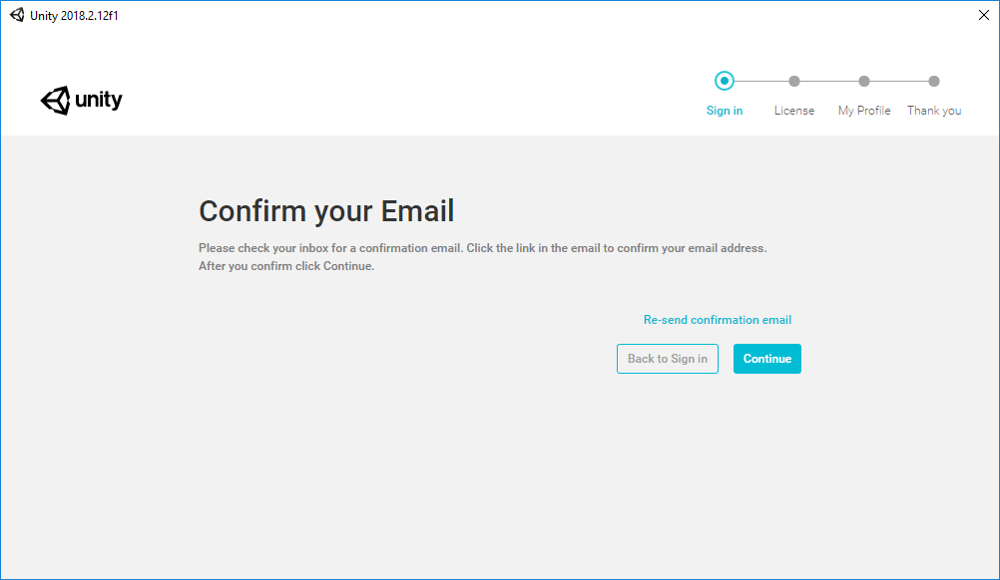 Unity 2018.2.12f1
unity
Sign in
License
My Profile
Thank you
Confirm your Email
Please check your inbox for a confirmation email. Click the link in the email to confirm your email address.
After you confirm click Continue.
Re-send confirmation email
Back to Sign in
Continue